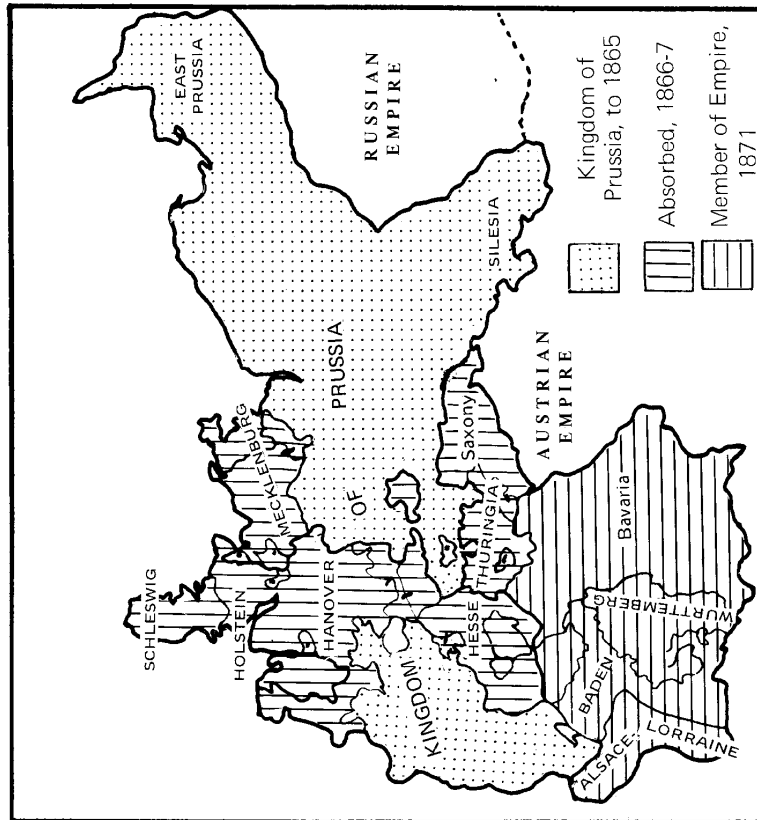 EAST
PRUSSIA
RUSSIAN
EMPIRE
SILESIA
PRUSSIA
OF
KINGDOM
MECKLENBURG
SCHLESWIG
HOLSTEIN
HANOVER
HESSE
THURINGIA
Saxony
AUSTRIAN
EMPIRE
Bavaria
WURTTEMBERG
BADEN
ALSACE-
LORRAINE
Kingdom of
Prussia, to 1865
Absorbed, 1866-7
Member of Empire,
1871